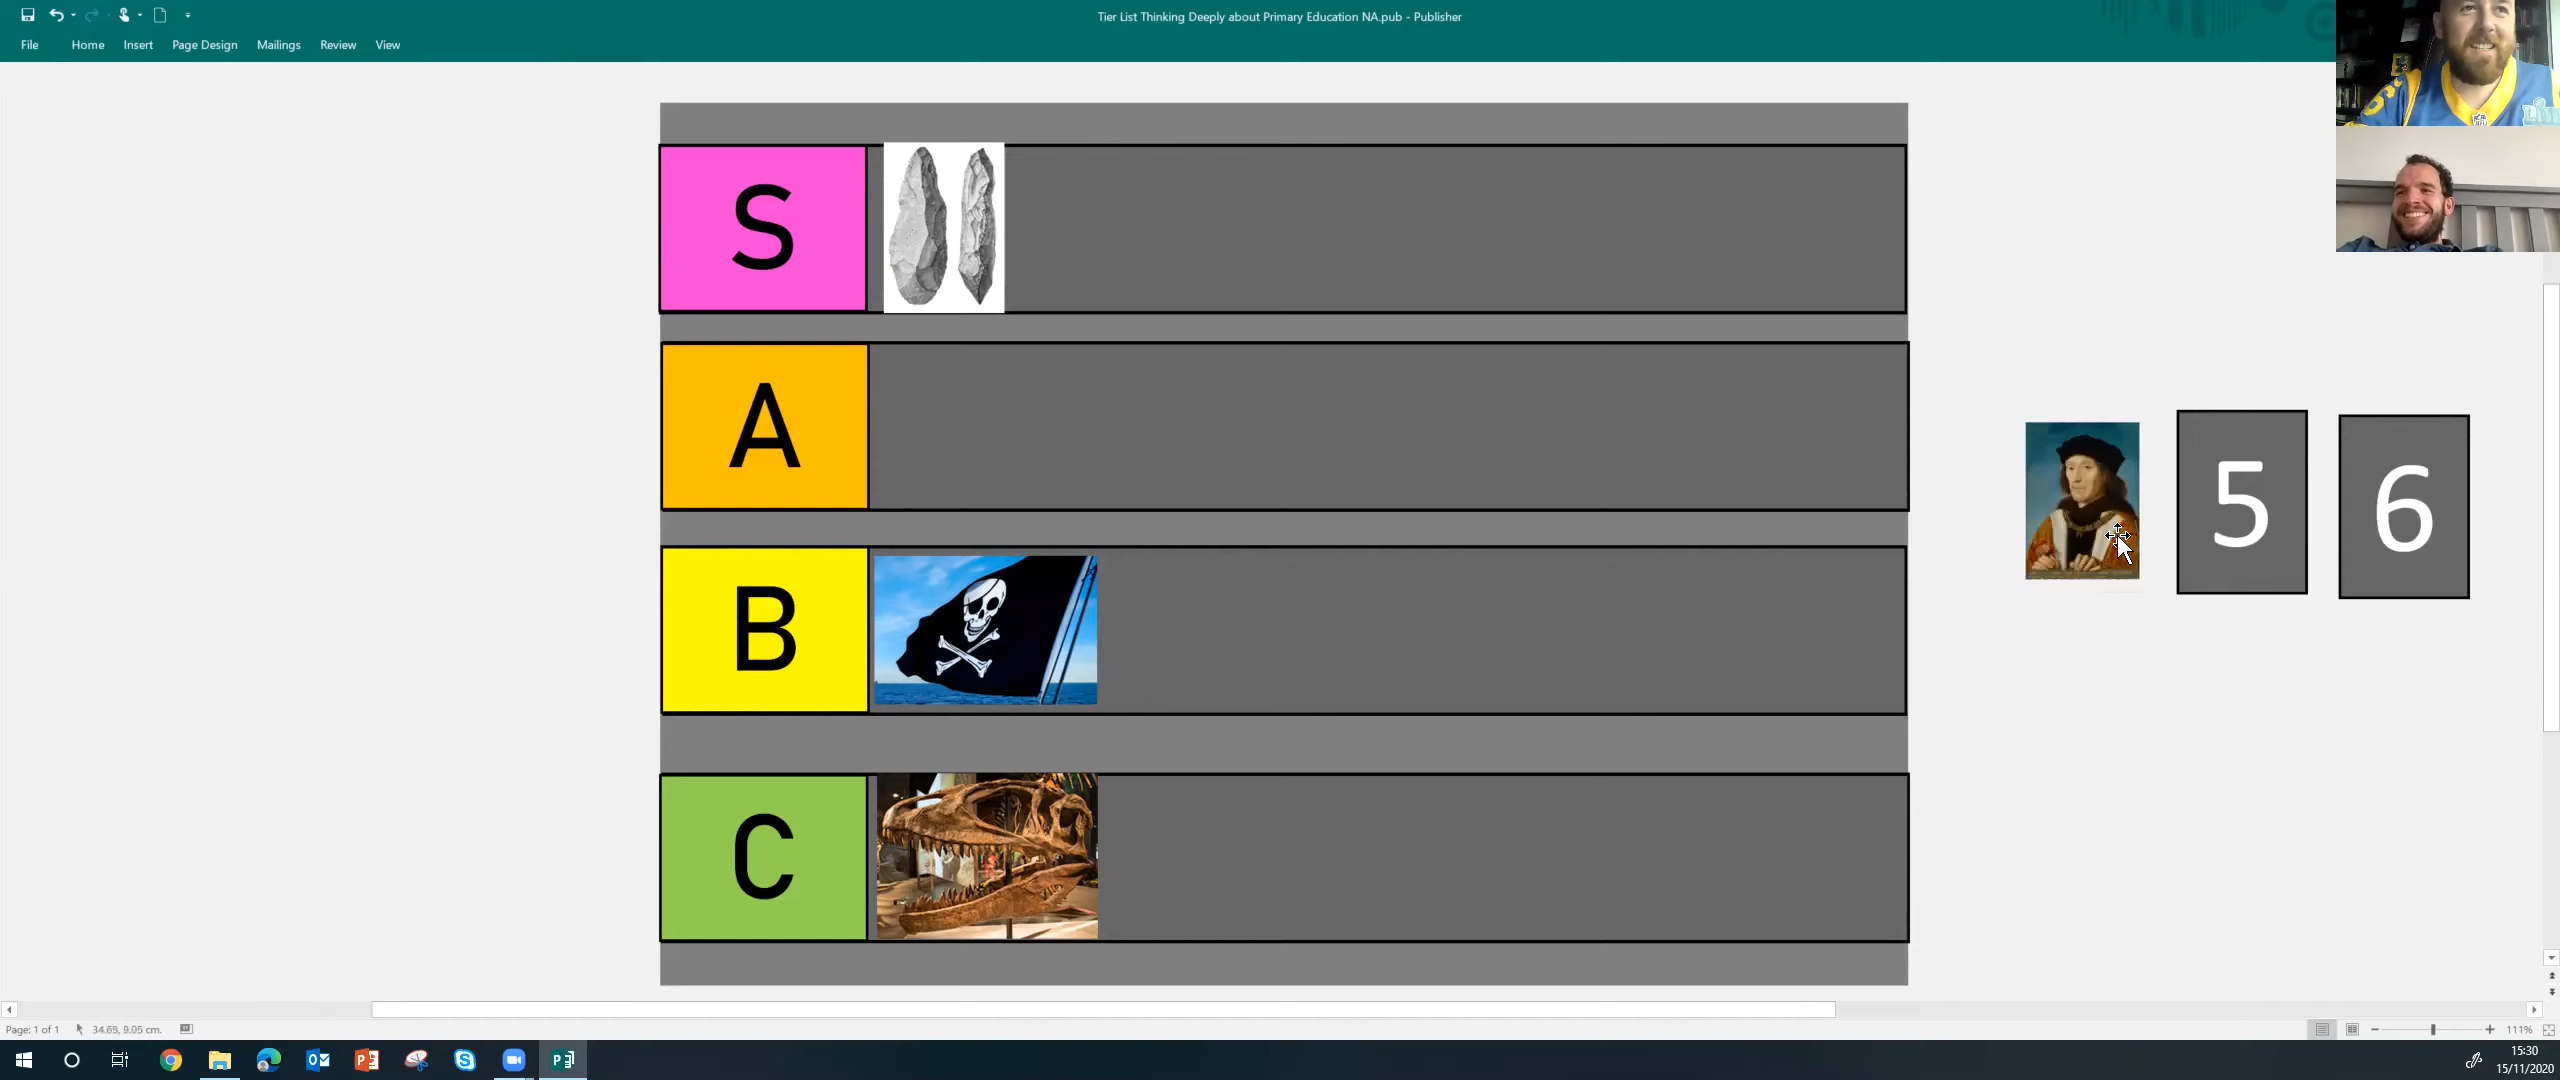 Tier List Thinking Deeply about Primary Education NA.pub - Publisher
File Home Insert Page Design Mailings Review View
S
A
B
C
5
6
Page: 1 of 1
34.65, 9.05 cm.
111%
15:30
15/11/2020